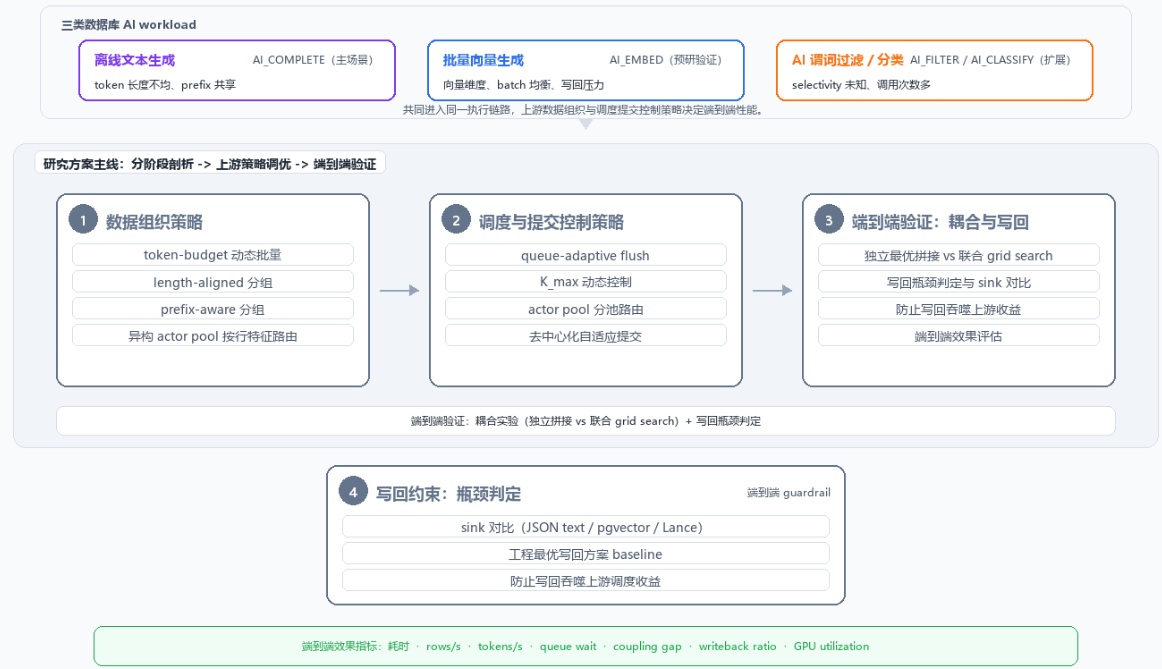 三类数据库 AI workload
离线文本生成 AI_COMPLETE（主场景）
token 长度不均、prefix 共享
批量向量生成 AI_EMBED（预研验证）
向量维度、batch 均衡、写回压力
AI 谓词过滤 / 分类 AI_FILTER / AI_CLASSIFY（扩展）
selectivity 未知、调用次数多
共同进入同一执行链路，上游数据组织与调度提交控制策略决定端到端性能。
研究方案主线：分阶段剖析 -> 上游策略调优 -> 端到端验证
1 数据组织策略
token-budget 动态批量
length-aligned 分组
prefix-aware 分组
异构 actor pool 按行特征路由
2 调度与提交控制策略
queue-adaptive flush
K_max 动态控制
actor pool 分池路由
去中心化自适应提交
3 端到端验证：耦合与写回
独立最优拼接 vs 联合 grid search
写回瓶颈判定与 sink 对比
防止写回吞噬上游收益
端到端效果评估
端到端验证：耦合实验（独立拼接 vs 联合 grid search）+ 写回瓶颈判定
4 写回约束：瓶颈判定 端到端 guardrail
sink 对比（JSON text / pgvector / Lance）
工程最优写回方案 baseline
防止写回吞噬上游调度收益
端到端效果指标：耗时 · rows/s · tokens/s · queue wait · coupling gap · writeback ratio · GPU utilization